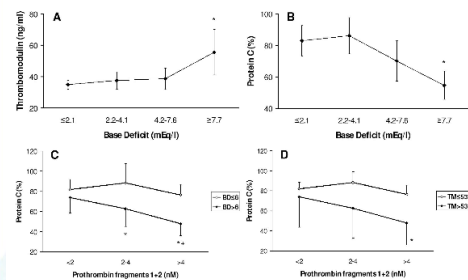 A
Thrombomodulin (ng/ml)
80
60
40
20
*
≤2.1
2.2-4.1
4.2-7.6
≥7.7
Base Deficit (mEq/l)
B
Protein C (%)
100
80
60
40
*
≤2.1
2.2-4.1
4.2-7.6
≥7.7
Base Deficit (mEq/l)
C
Protein C (%)
120
100
80
60
40
20
BD≤6
BD>6
*
*+
<2
2-4
>4
Prothrombin fragments 1+2 (nM)
D
Protein C (%)
120
100
80
60
40
20
TM≤53
TM>53
*
*
<2
2-4
>4
Prothrombin fragments 1+2 (nM)